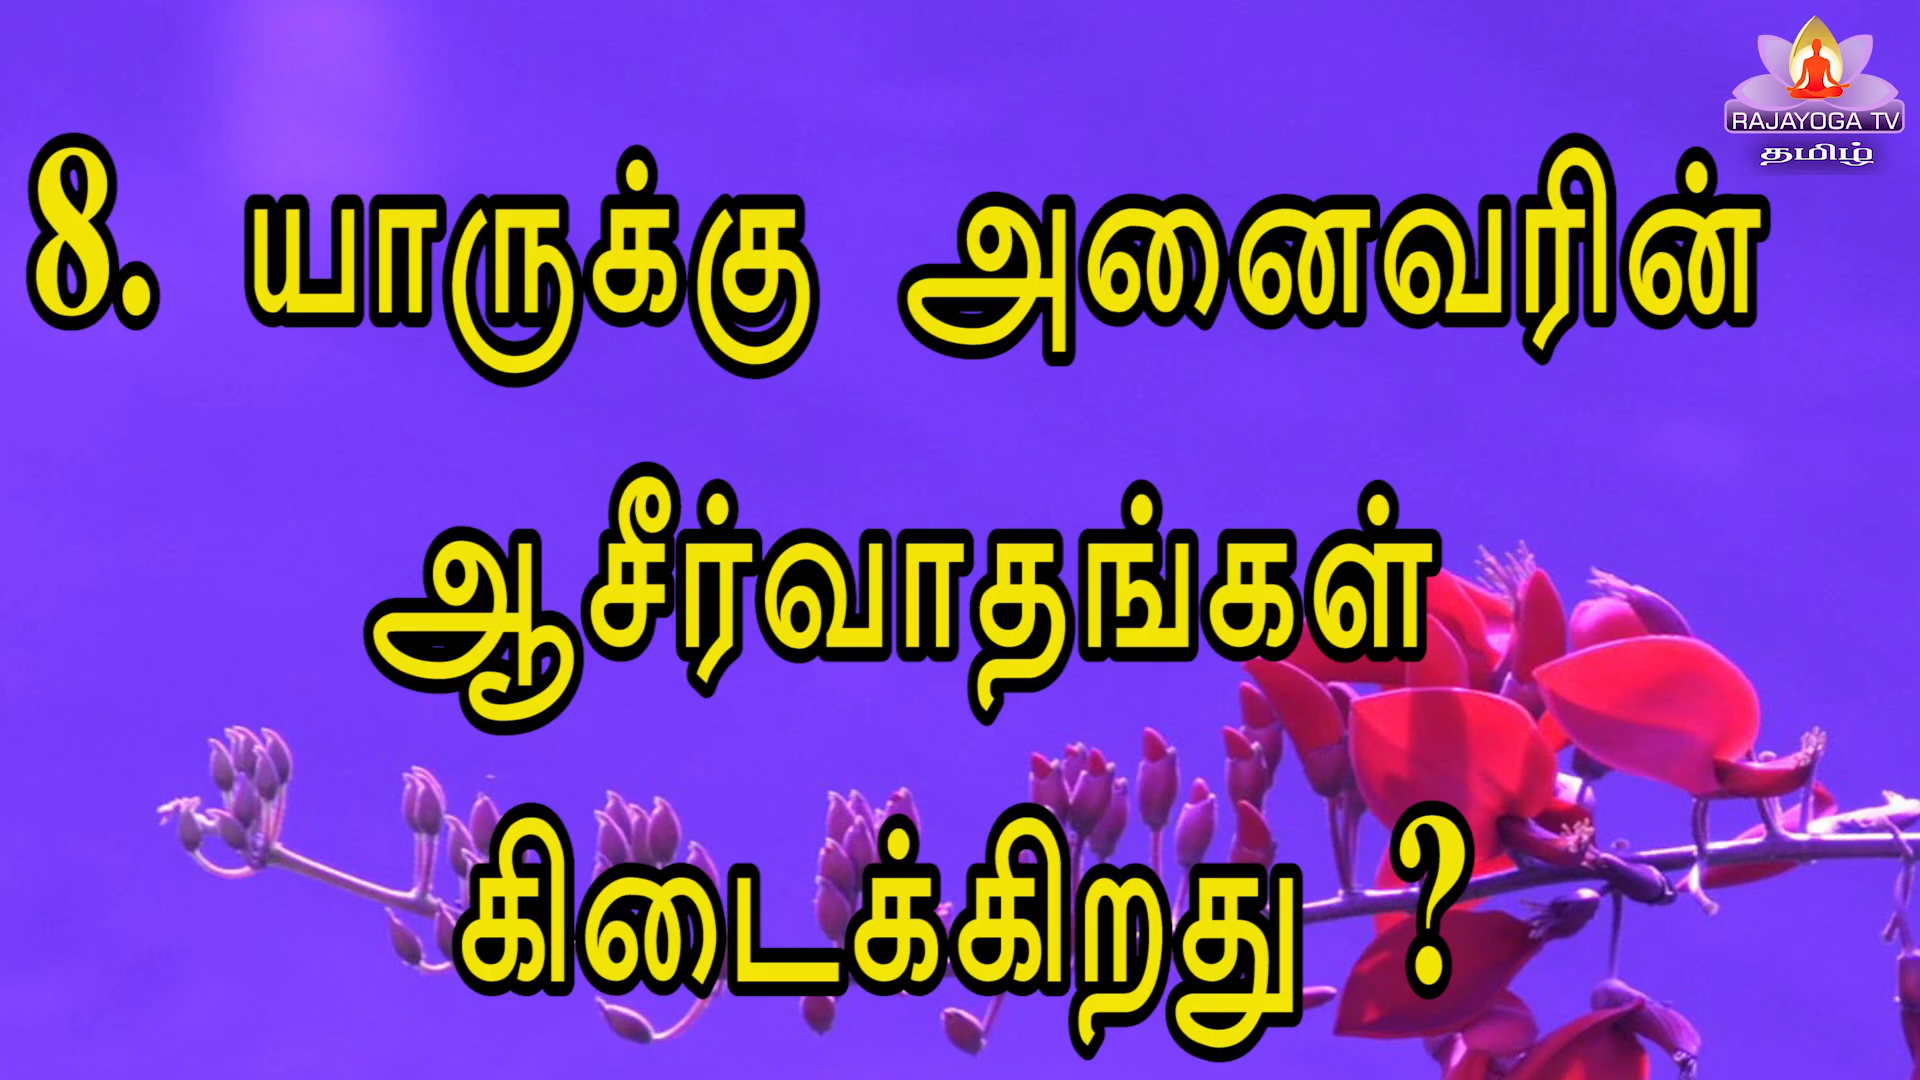 RAJAYOGA TV
தமிழ்
8. யாருக்கு அனைவரின்
ஆசீர்வாதங்கள்
கிடைக்கிறது ?